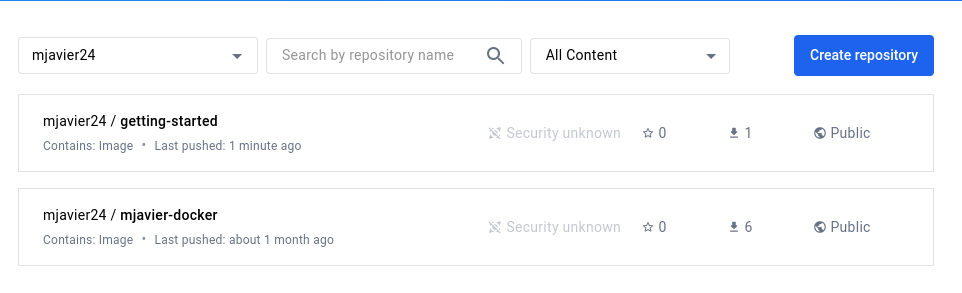 mjavier24
Search by repository name
All Content
Create repository
mjavier24 / getting-started
Contains: Image • Last pushed: 1 minute ago
Security unknown
0
1
Public
mjavier24 / mjavier-docker
Contains: Image • Last pushed: about 1 month ago
Security unknown
0
6
Public